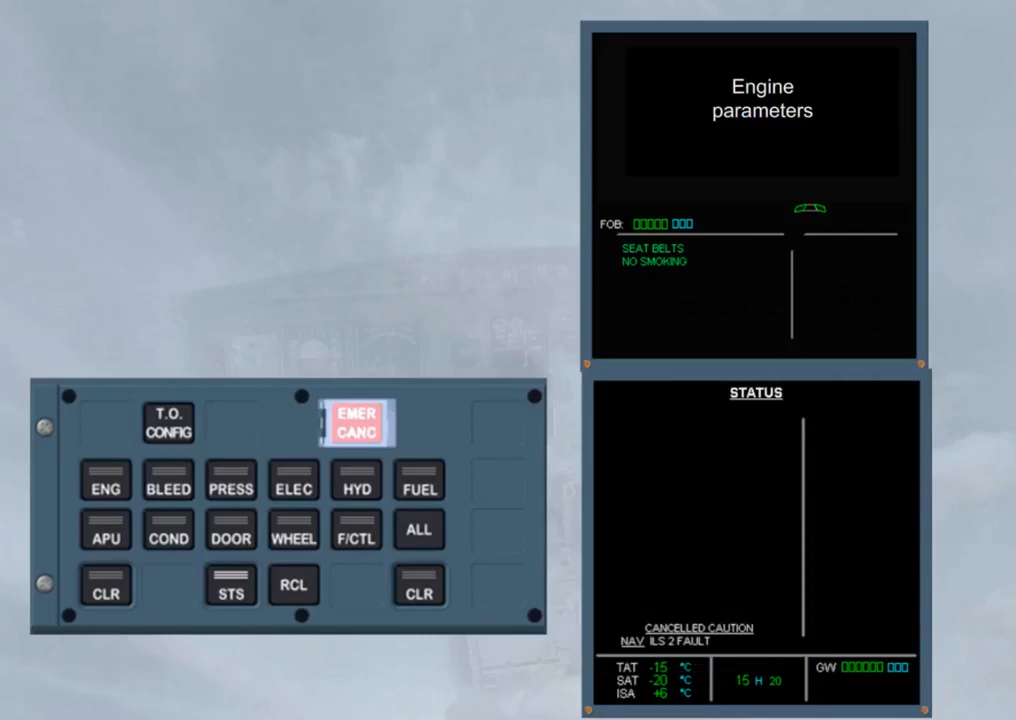 Engine
parameters
FOB:
SEAT BELTS
NO SMOKING
T.O.
CONFIG
EMER
CANC
ENG BLEED PRESS ELEC HYD FUEL
APU COND DOOR WHEEL F/CTL ALL
CLR STS RCL CLR
STATUS
CANCELLED CAUTION
NAV ILS 2 FAULT
TAT -15 °C
SAT -20 °C
ISA +6 °C
15 H 20
GW